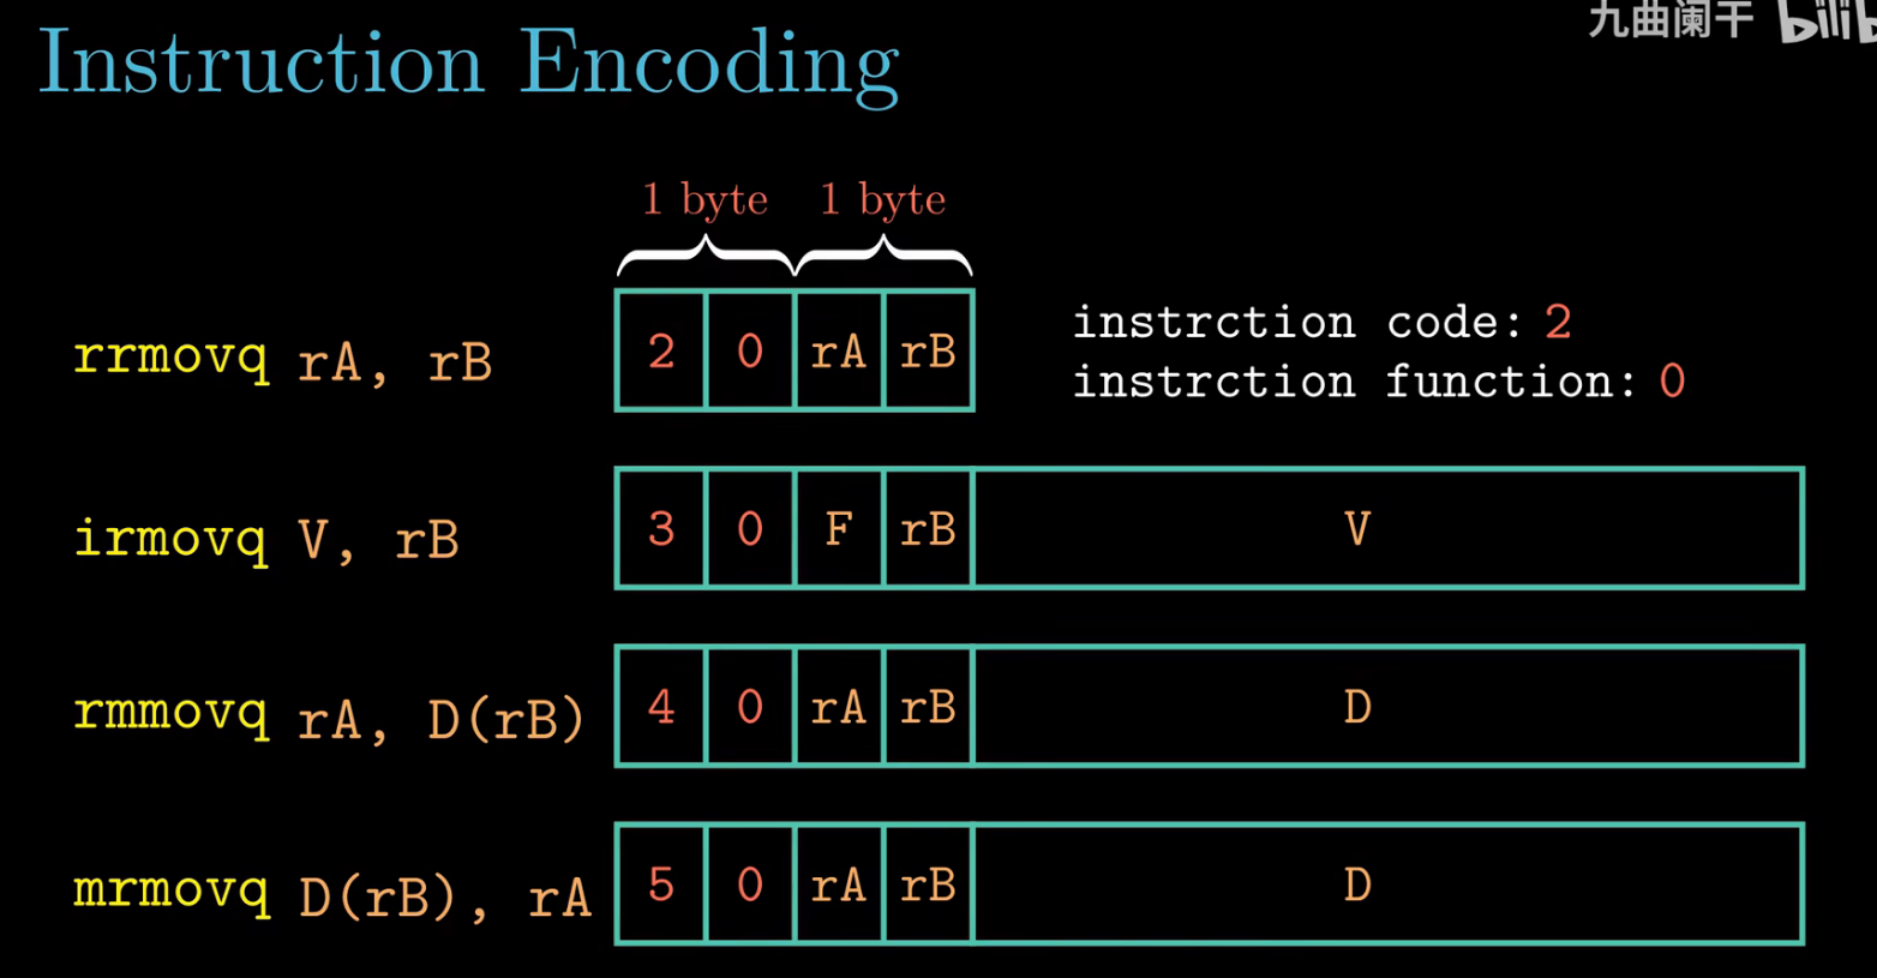 九曲阑干
Instruction Encoding
1 byte 1 byte
rrmovq rA, rB 2 0 rA rB
instrction code: 2
instrction function: 0
irmovq V, rB 3 0 F rB V
rmmovq rA, D(rB) 4 0 rA rB D
mrmovq D(rB), rA 5 0 rA rB D